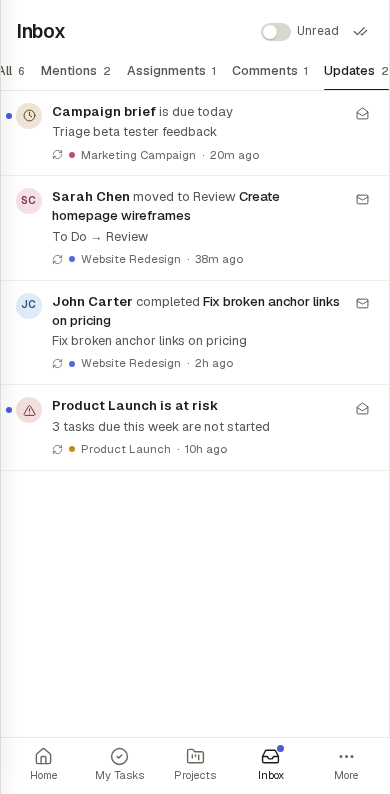 Inbox
Unread
All 6 Mentions 2 Assignments 1 Comments 1 Updates 2
Campaign brief is due today
Triage beta tester feedback
Marketing Campaign · 20m ago
SC
Sarah Chen moved to Review Create
homepage wireframes
To Do → Review
Website Redesign · 38m ago
JC
John Carter completed Fix broken anchor links
on pricing
Fix broken anchor links on pricing
Website Redesign · 2h ago
Product Launch is at risk
3 tasks due this week are not started
Product Launch · 10h ago
Home My Tasks Projects Inbox More